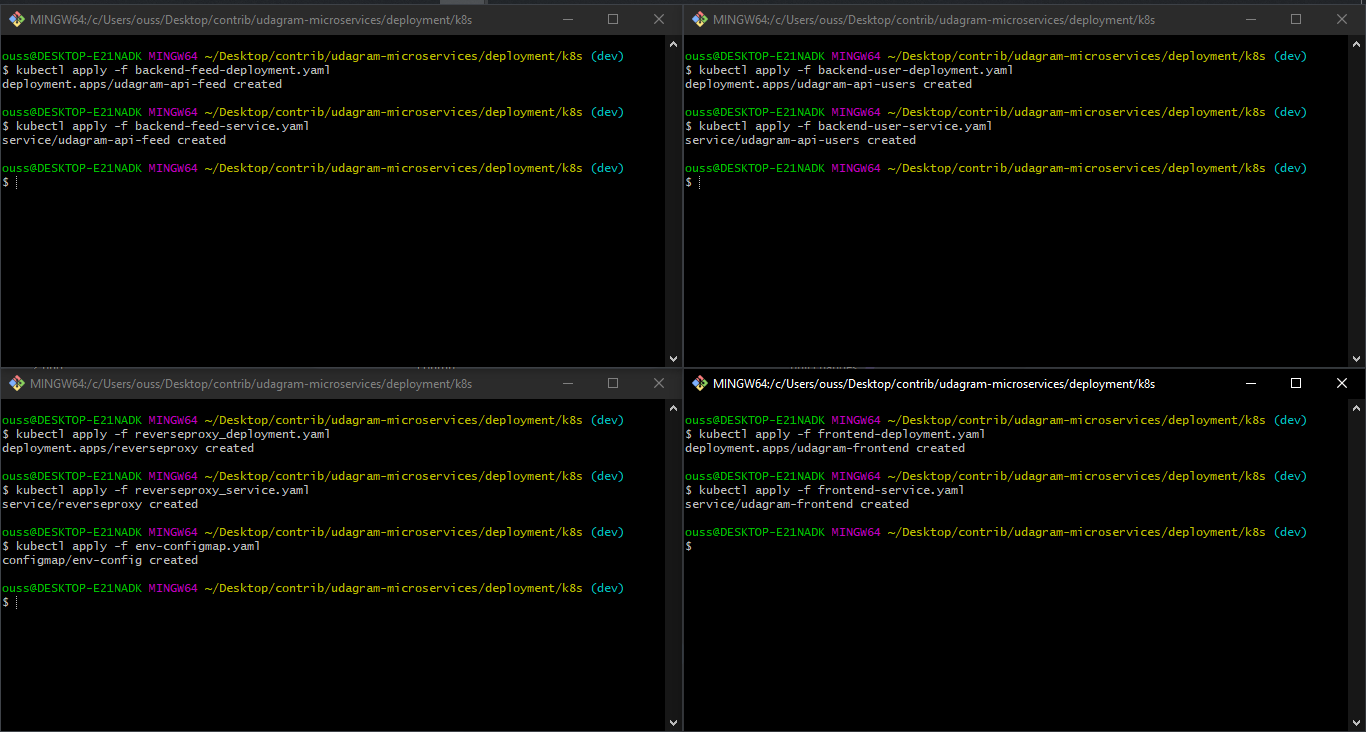 MINGW64:/c/Users/ouss/Desktop/contrib/udagram-microservices/deployment/k8s
ouss@DESKTOP-E21NADK MINGW64 ~/Desktop/contrib/udagram-microservices/deployment/k8s (dev)
$ kubectl apply -f backend-feed-deployment.yaml
deployment.apps/udagram-api-feed created
ouss@DESKTOP-E21NADK MINGW64 ~/Desktop/contrib/udagram-microservices/deployment/k8s (dev)
$ kubectl apply -f backend-feed-service.yaml
service/udagram-api-feed created
ouss@DESKTOP-E21NADK MINGW64 ~/Desktop/contrib/udagram-microservices/deployment/k8s (dev)
$
MINGW64:/c/Users/ouss/Desktop/contrib/udagram-microservices/deployment/k8s
ouss@DESKTOP-E21NADK MINGW64 ~/Desktop/contrib/udagram-microservices/deployment/k8s (dev)
$ kubectl apply -f backend-user-deployment.yaml
deployment.apps/udagram-api-users created
ouss@DESKTOP-E21NADK MINGW64 ~/Desktop/contrib/udagram-microservices/deployment/k8s (dev)
$ kubectl apply -f backend-user-service.yaml
service/udagram-api-users created
ouss@DESKTOP-E21NADK MINGW64 ~/Desktop/contrib/udagram-microservices/deployment/k8s (dev)
$
MINGW64:/c/Users/ouss/Desktop/contrib/udagram-microservices/deployment/k8s
ouss@DESKTOP-E21NADK MINGW64 ~/Desktop/contrib/udagram-microservices/deployment/k8s (dev)
$ kubectl apply -f reverseproxy_deployment.yaml
deployment.apps/reverseproxy created
ouss@DESKTOP-E21NADK MINGW64 ~/Desktop/contrib/udagram-microservices/deployment/k8s (dev)
$ kubectl apply -f reverseproxy_service.yaml
service/reverseproxy created
ouss@DESKTOP-E21NADK MINGW64 ~/Desktop/contrib/udagram-microservices/deployment/k8s (dev)
$ kubectl apply -f env-configmap.yaml
configmap/env-config created
ouss@DESKTOP-E21NADK MINGW64 ~/Desktop/contrib/udagram-microservices/deployment/k8s (dev)
$
MINGW64:/c/Users/ouss/Desktop/contrib/udagram-microservices/deployment/k8s
ouss@DESKTOP-E21NADK MINGW64 ~/Desktop/contrib/udagram-microservices/deployment/k8s (dev)
$ kubectl apply -f frontend-deployment.yaml
deployment.apps/udagram-frontend created
ouss@DESKTOP-E21NADK MINGW64 ~/Desktop/contrib/udagram-microservices/deployment/k8s (dev)
$ kubectl apply -f frontend-service.yaml
service/udagram-frontend created
ouss@DESKTOP-E21NADK MINGW64 ~/Desktop/contrib/udagram-microservices/deployment/k8s (dev)
$